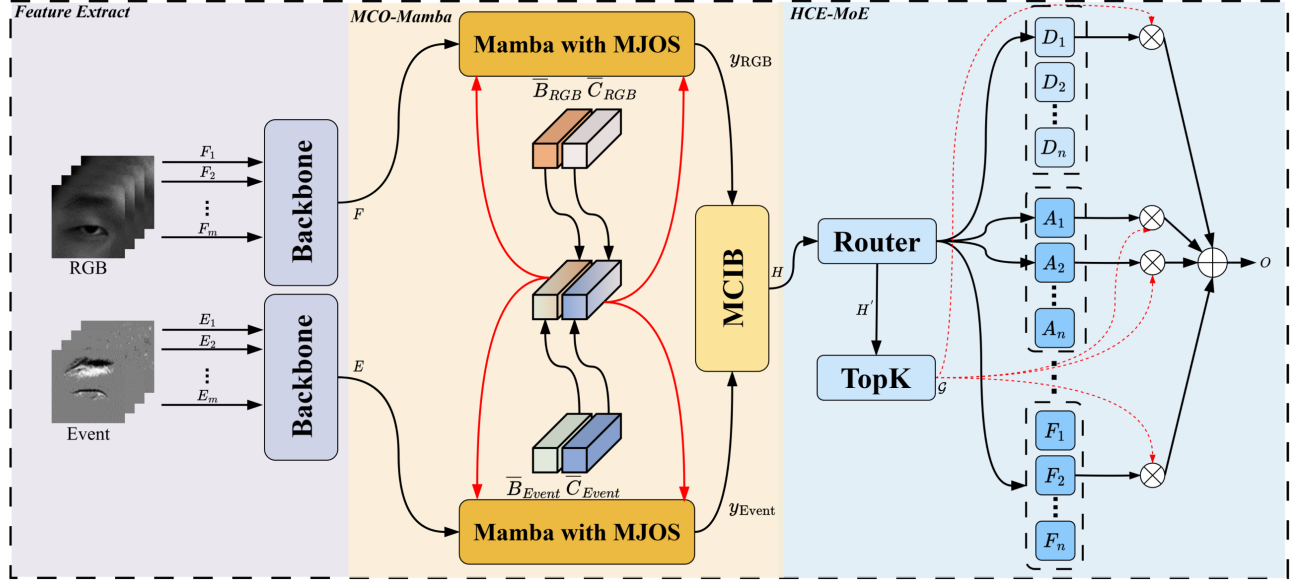 Feature Extract
MCO-Mamba
HCE-MoE
Mamba with MJOS
B̅_RGB C̅_RGB
y_RGB
F_1
F_2
⋮
F_m
RGB
Backbone
F
E_1
E_2
⋮
E_m
Event
Backbone
E
B̅_Event C̅_Event
Mamba with MJOS
y_Event
MCIB
H
Router
H'
TopK
G
D_1
D_2
⋮
D_n
A_1
A_2
⋮
A_n
⋮
F_1
F_2
⋮
F_n
O